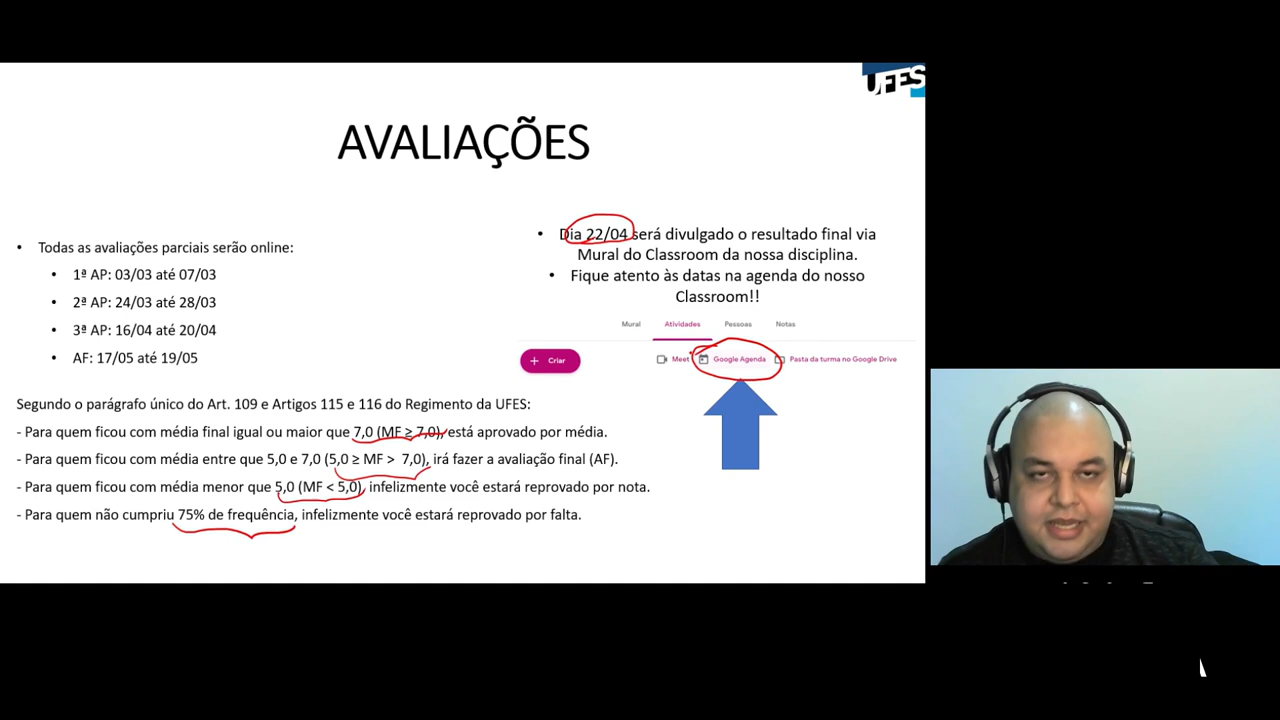 UFES
AVALIAÇÕES
• Todas as avaliações parciais serão online:
• 1ª AP: 03/03 até 07/03
• 2ª AP: 24/03 até 28/03
• 3ª AP: 16/04 até 20/04
• AF: 17/05 até 19/05
• Dia 22/04 será divulgado o resultado final via
Mural do Classroom da nossa disciplina.
• Fique atento às datas na agenda do nosso
Classroom!!
Mural Atividades Pessoas Notas
+ Criar Meet Google Agenda Pasta da turma no Google Drive
Segundo o parágrafo único do Art. 109 e Artigos 115 e 116 do Regimento da UFES:
- Para quem ficou com média final igual ou maior que 7,0 (MF ≥ 7,0), está aprovado por média.
- Para quem ficou com média entre que 5,0 e 7,0 (5,0 ≥ MF > 7,0), irá fazer a avaliação final (AF).
- Para quem ficou com média menor que 5,0 (MF < 5,0), infelizmente você estará reprovado por nota.
- Para quem não cumpriu 75% de frequência, infelizmente você estará reprovado por falta.